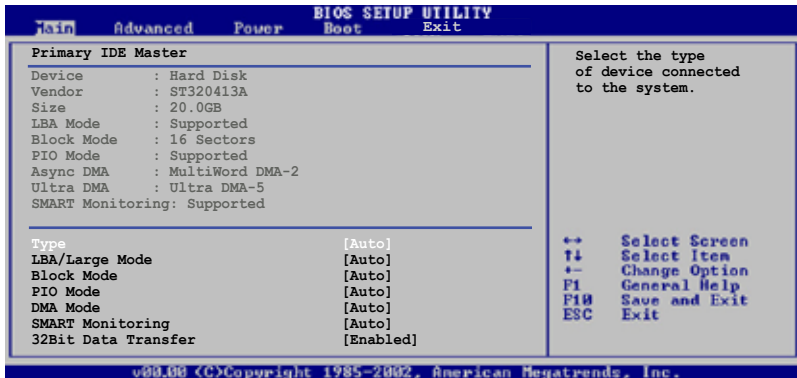 BIOS SETUP UTILITY
Main Advanced Power Boot Exit
Primary IDE Master
Device : Hard Disk
Vendor : ST320413A
Size : 20.0GB
LBA Mode : Supported
Block Mode : 16 Sectors
PIO Mode : Supported
Async DMA : MultiWord DMA-2
Ultra DMA : Ultra DMA-5
SMART Monitoring: Supported
Type [Auto]
LBA/Large Mode [Auto]
Block Mode [Auto]
PIO Mode [Auto]
DMA Mode [Auto]
SMART Monitoring [Auto]
32Bit Data Transfer [Enabled]
Select the type
of device connected
to the system.
↔ Select Screen
↑↓ Select Item
+- Change Option
F1 General Help
F10 Save and Exit
ESC Exit
v00.00 (C)Copyright 1985-2002, American Megatrends, Inc.